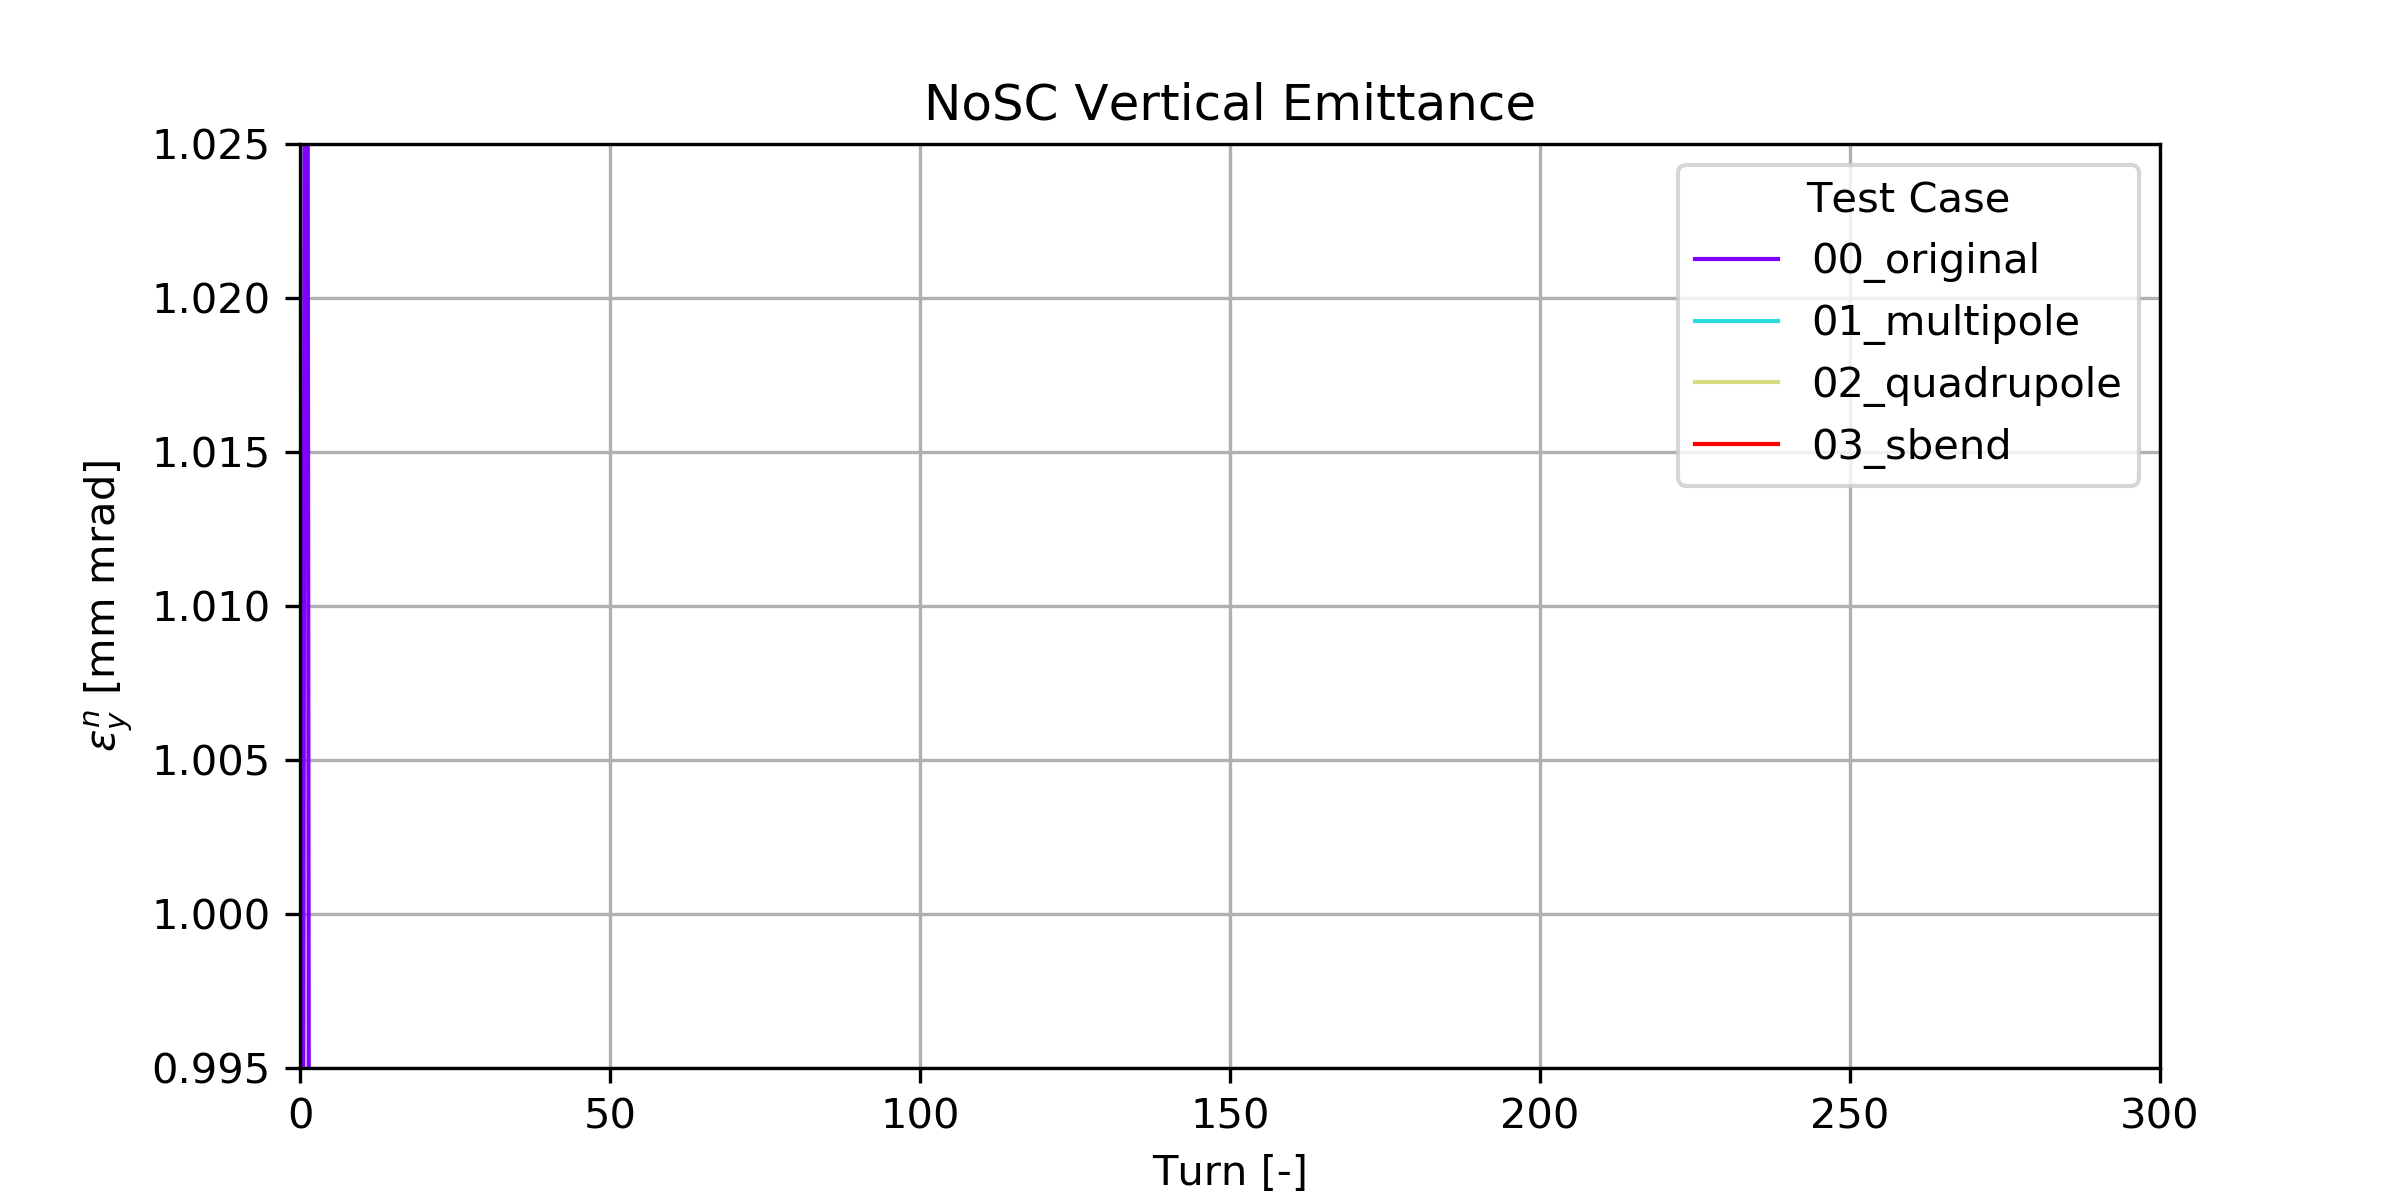 NoSC Vertical Emittance
1.025
1.020
1.015
1.010
1.005
1.000
0.995
ε_y^n [mm mrad]
Test Case
00_original
01_multipole
02_quadrupole
03_sbend
0 50 100 150 200 250 300
Turn [-]